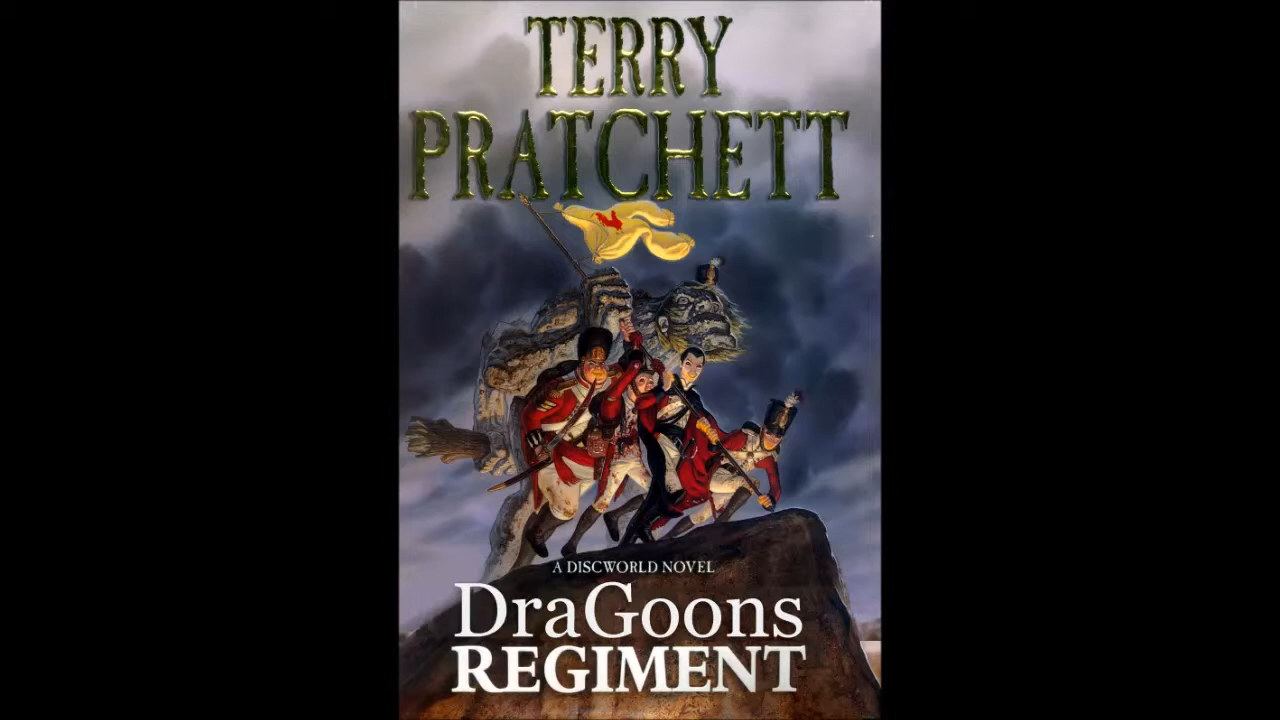 TERRY
PRATCHETT
A DISCWORLD NOVEL
DraGoons
REGIMENT